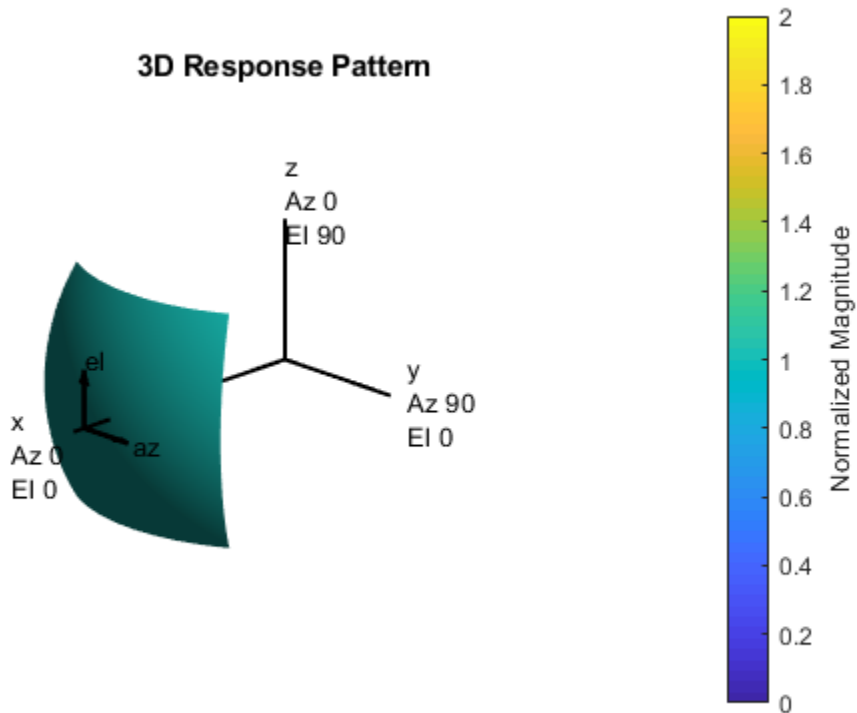 3D Response Pattern
z
Az 0
El 90
el
az
x
Az 0
El 0
y
Az 90
El 0
2
1.8
1.6
1.4
1.2
1
0.8
0.6
0.4
0.2
0
Normalized Magnitude